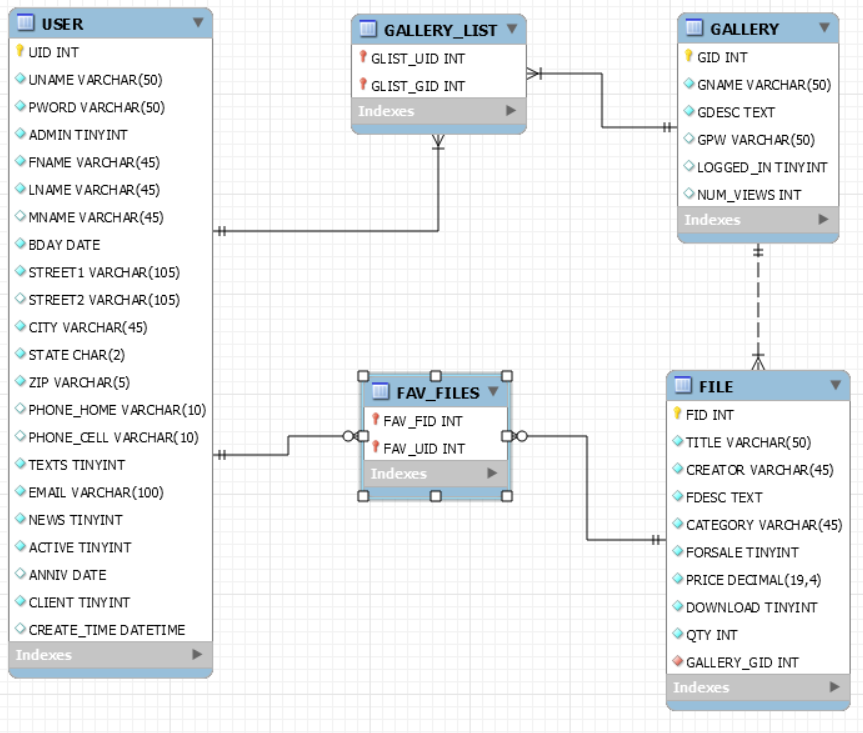 USER
UID INT
UNAME VARCHAR(50)
PWORD VARCHAR(50)
ADMIN TINYINT
FNAME VARCHAR(45)
LNAME VARCHAR(45)
MNAME VARCHAR(45)
BDAY DATE
STREET1 VARCHAR(105)
STREET2 VARCHAR(105)
CITY VARCHAR(45)
STATE CHAR(2)
ZIP VARCHAR(5)
PHONE_HOME VARCHAR(10)
PHONE_CELL VARCHAR(10)
TEXTS TINYINT
EMAIL VARCHAR(100)
NEWS TINYINT
ACTIVE TINYINT
ANNIV DATE
CLIENT TINYINT
CREATE_TIME DATETIME
Indexes
GALLERY_LIST
GLIST_UID INT
GLIST_GID INT
Indexes
GALLERY
GID INT
GNAME VARCHAR(50)
GDESC TEXT
GPW VARCHAR(50)
LOGGED_IN TINYINT
NUM_VIEWS INT
Indexes
FAV_FILES
FAV_FID INT
FAV_UID INT
Indexes
FILE
FID INT
TITLE VARCHAR(50)
CREATOR VARCHAR(45)
FDESC TEXT
CATEGORY VARCHAR(45)
FORSALE TINYINT
PRICE DECIMAL(19,4)
DOWNLOAD TINYINT
QTY INT
GALLERY_GID INT
Indexes